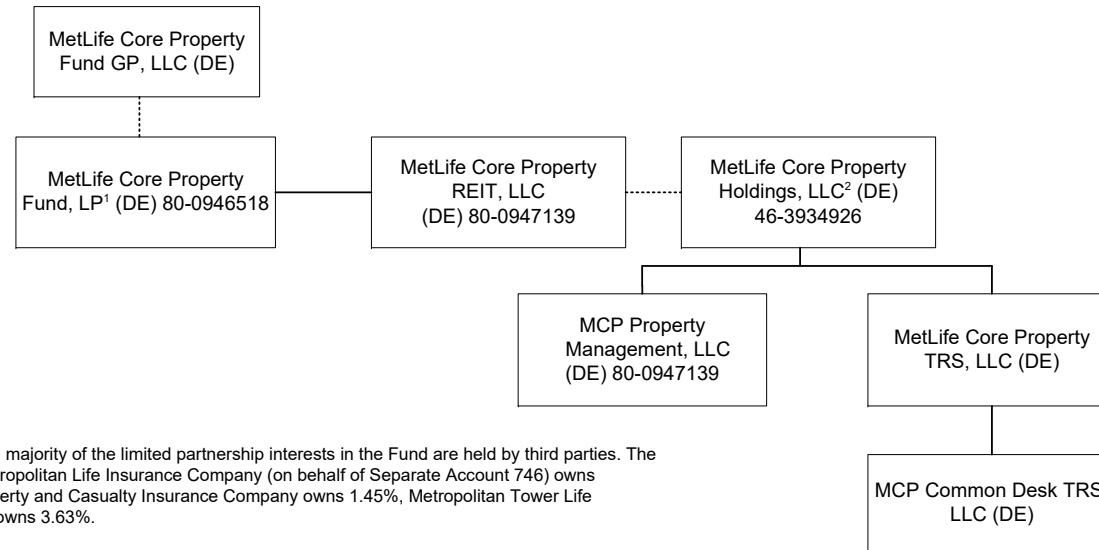 MetLife Core Property
Fund GP, LLC (DE)
MetLife Core Property
Fund, LP1 (DE) 80-0946518
MetLife Core Property
REIT, LLC
(DE) 80-0947139
MetLife Core Property
Holdings, LLC2 (DE)
46-3934926
MCP Property
Management, LLC
(DE) 80-0947139
MetLife Core Property
TRS, LLC (DE)
MCP Common Desk TRS
LLC (DE)
majority of the limited partnership interests in the Fund are held by third parties. The
ropolitan Life Insurance Company (on behalf of Separate Account 746) owns
erty and Casualty Insurance Company owns 1.45%, Metropolitan Tower Life
owns 3.63%.